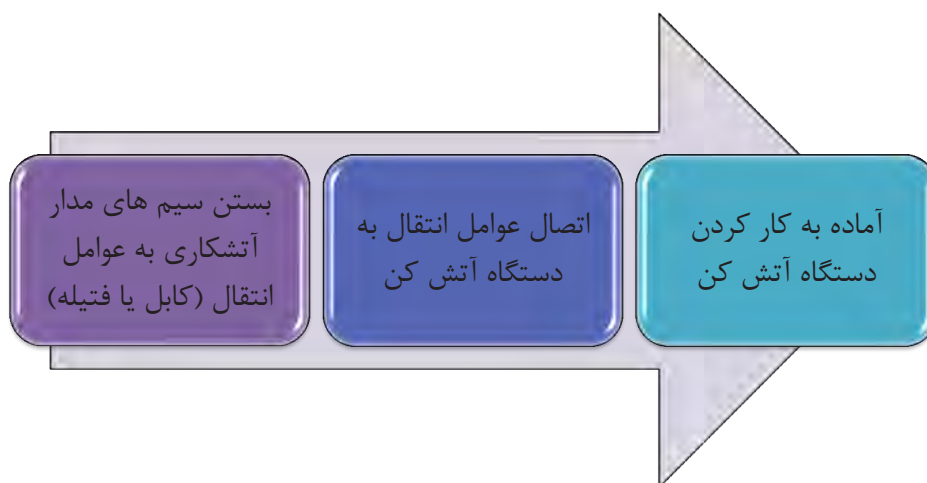 بستن سیم های مدار
آتشکاری به عوامل
انتقال (کابل یا فتیله)
اتصال عوامل انتقال به
دستگاه آتش کن
آماده به کار کردن
دستگاه آتش کن